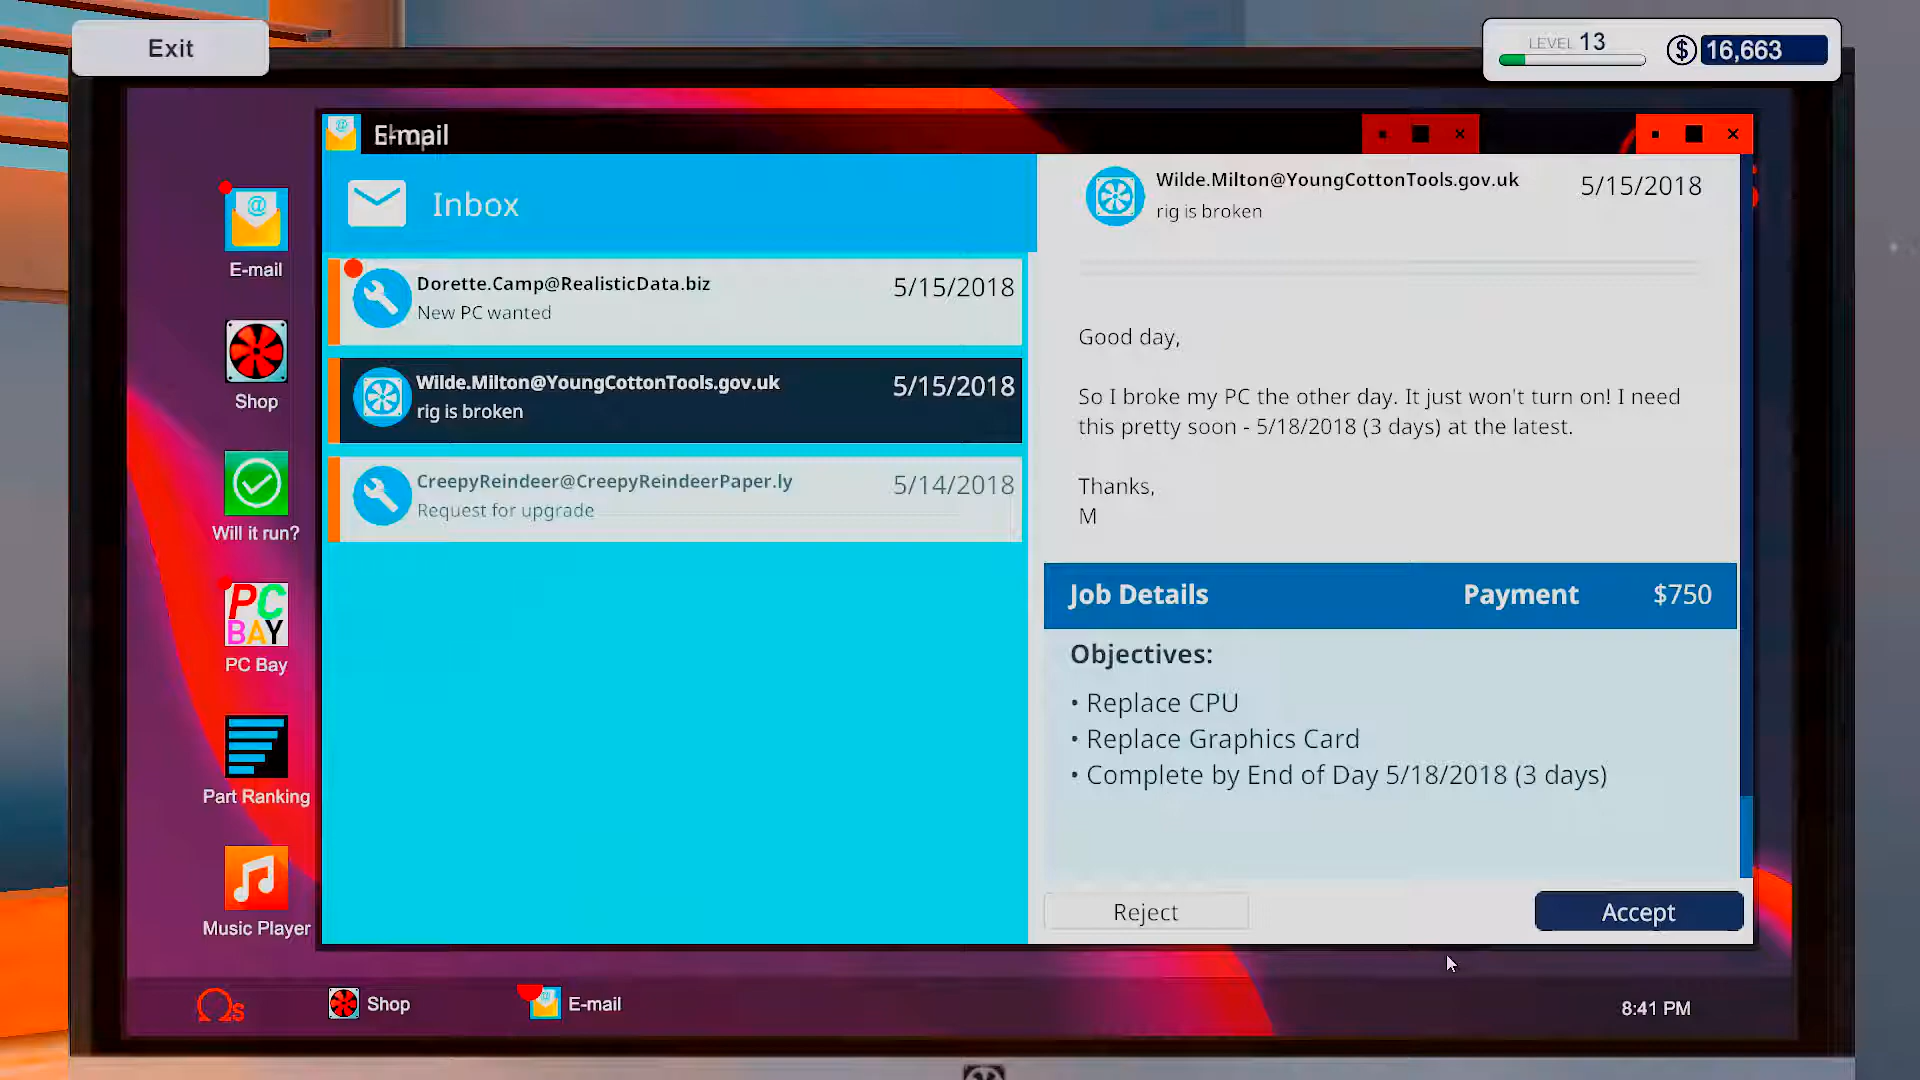 Exit
LEVEL 13
$ 16,663
E-mail
Inbox
Dorette.Camp@RealisticData.biz
5/15/2018
New PC wanted
Wilde.Milton@YoungCottonTools.gov.uk
5/15/2018
rig is broken
CreepyReindeer@CreepyReindeerPaper.ly
5/14/2018
Request for upgrade
Wilde.Milton@YoungCottonTools.gov.uk
5/15/2018
rig is broken
Good day,
So I broke my PC the other day. It just won't turn on! I need
this pretty soon - 5/18/2018 (3 days) at the latest.
Thanks,
M
Job Details
Payment
$750
Objectives:
• Replace CPU
• Replace Graphics Card
• Complete by End of Day 5/18/2018 (3 days)
Reject
Accept
E-mail
Shop
Will it run?
PC
BAY
PC Bay
Part Ranking
Music Player
Ωs
Shop
E-mail
8:41 PM